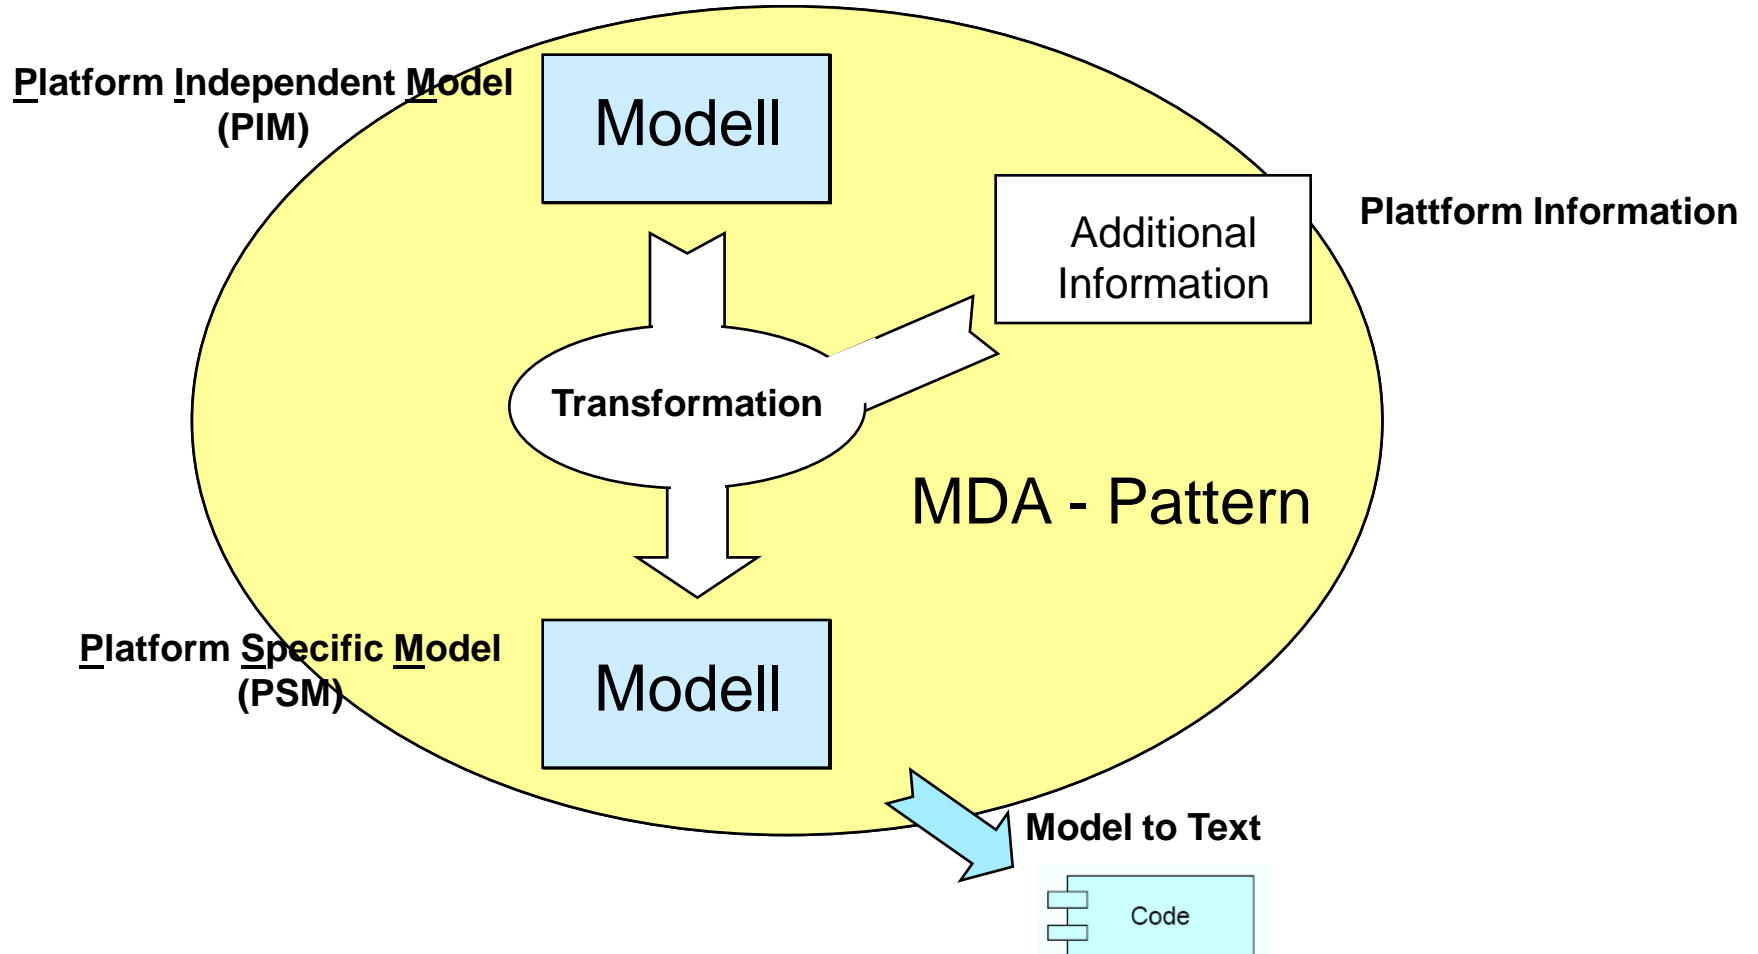 Platform Independent Model
(PIM)
Modell
Additional
Information
Plattform Information
Transformation
MDA - Pattern
Platform Specific Model
(PSM)
Modell
Model to Text
Code